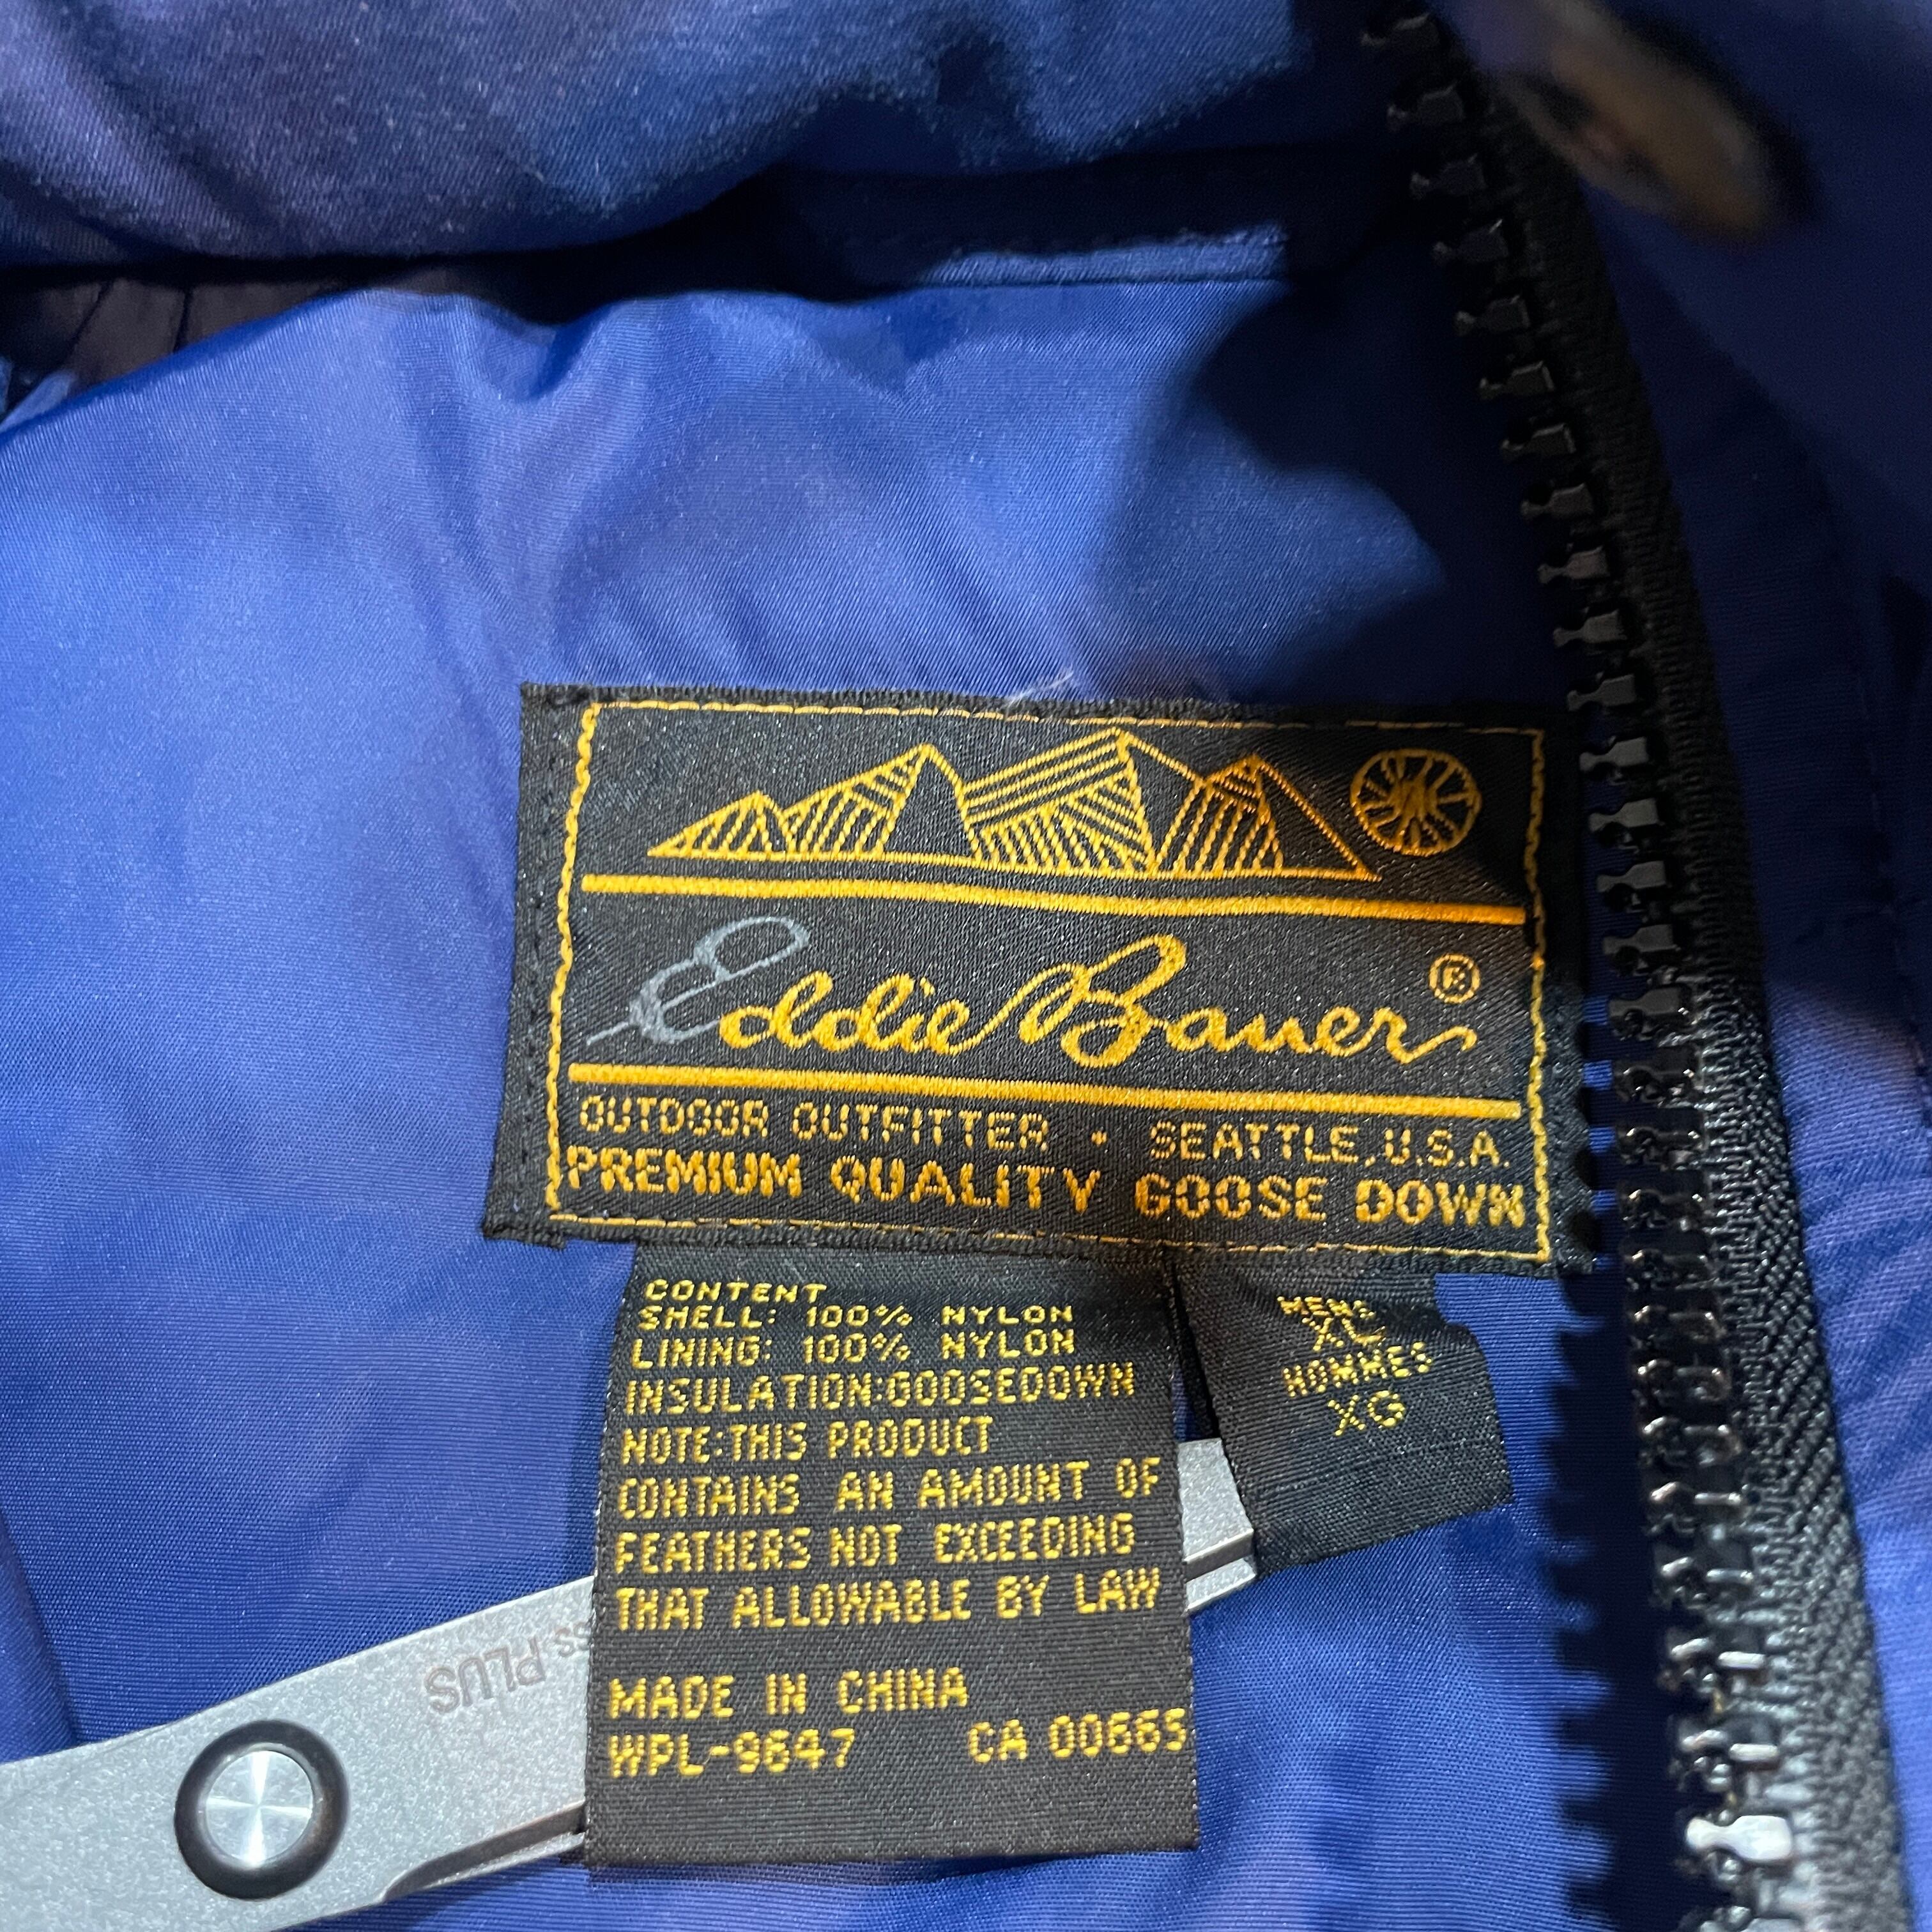 Eddie Bauer ®
OUTDOOR OUTFITTER · SEATTLE, U.S.A.
PREMIUM QUALITY GOOSE DOWN
CONTENT
SHELL: 100% NYLON
LINING: 100% NYLON
INSULATION:GOOSEDOWN
NOTE:THIS PRODUCT
CONTAINS AN AMOUNT OF
FEATHERS NOT EXCEEDING
THAT ALLOWABLE BY LAW
MADE IN CHINA
WPL-9647 CA 00665
MENS
XL
HOMMES
XG
PLUS